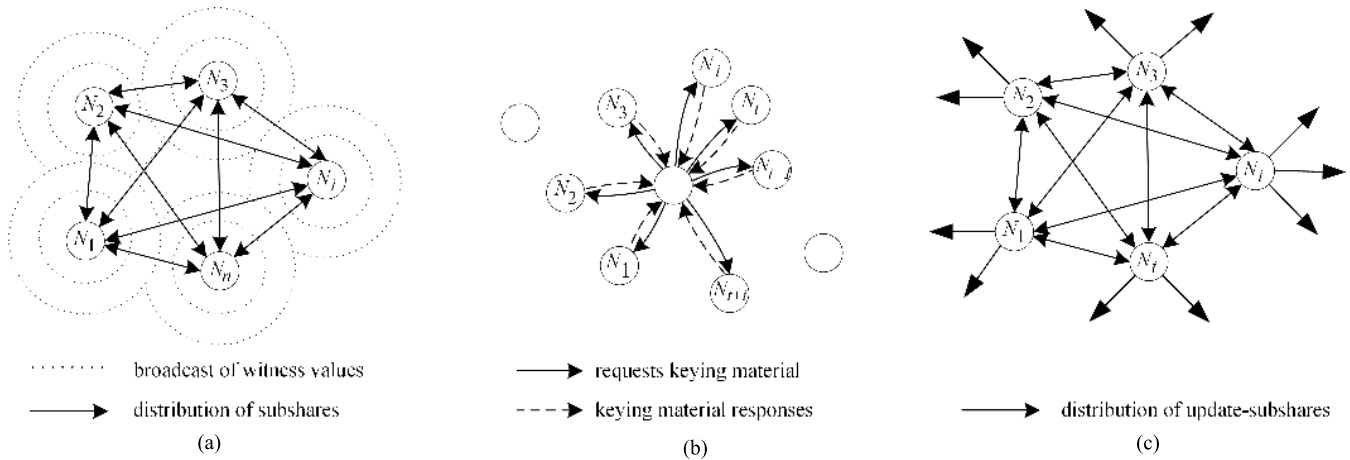 N3
N2
Ni
N1
Nn
broadcast of witness values
distribution of subshares
(a)
Ni
N3
Nt
N2
N1
requests keying material
keying material responses
(b)
N3
N2
Ni
N1
Nt
distribution of update-subshares
(c)